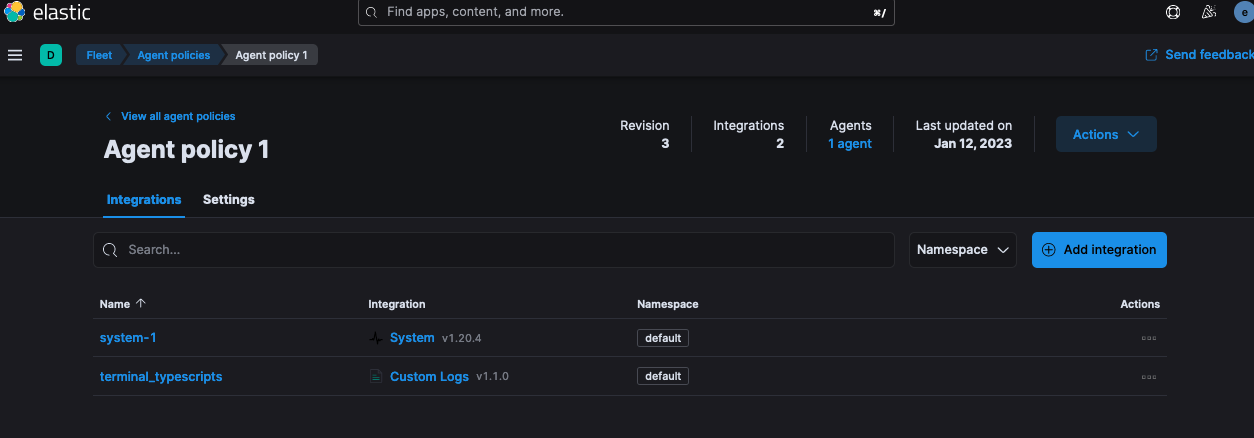 elastic
Find apps, content, and more.
⌘/
e
D
Fleet
Agent policies
Agent policy 1
Send feedback
View all agent policies
Agent policy 1
Revision
3
Integrations
2
Agents
1 agent
Last updated on
Jan 12, 2023
Actions
Integrations
Settings
Search...
Namespace
Add integration
Name
Integration
Namespace
Actions
system-1
System v1.20.4
default
terminal_typescripts
Custom Logs v1.1.0
default